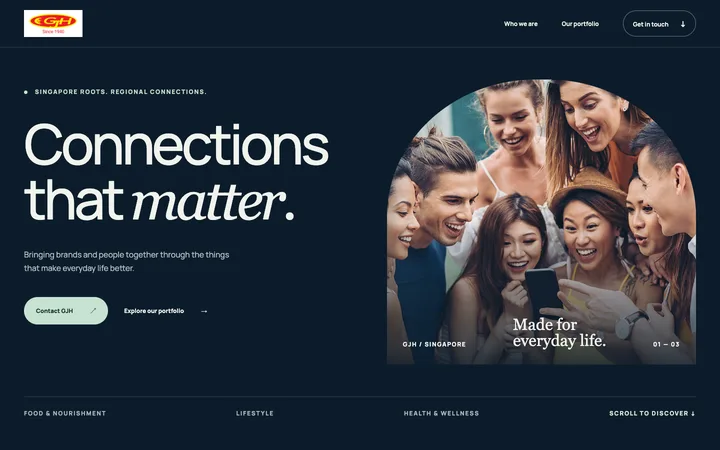 GJH
Since 1940
Who we are
Our portfolio
Get in touch ↓
SINGAPORE ROOTS. REGIONAL CONNECTIONS.
Connections
that matter.
Bringing brands and people together through the things
that make everyday life better.
Contact GJH ↗
Explore our portfolio →
Made for
everyday life.
GJH / SINGAPORE
01 — 03
FOOD & NOURISHMENT
LIFESTYLE
HEALTH & WELLNESS
SCROLL TO DISCOVER ↓